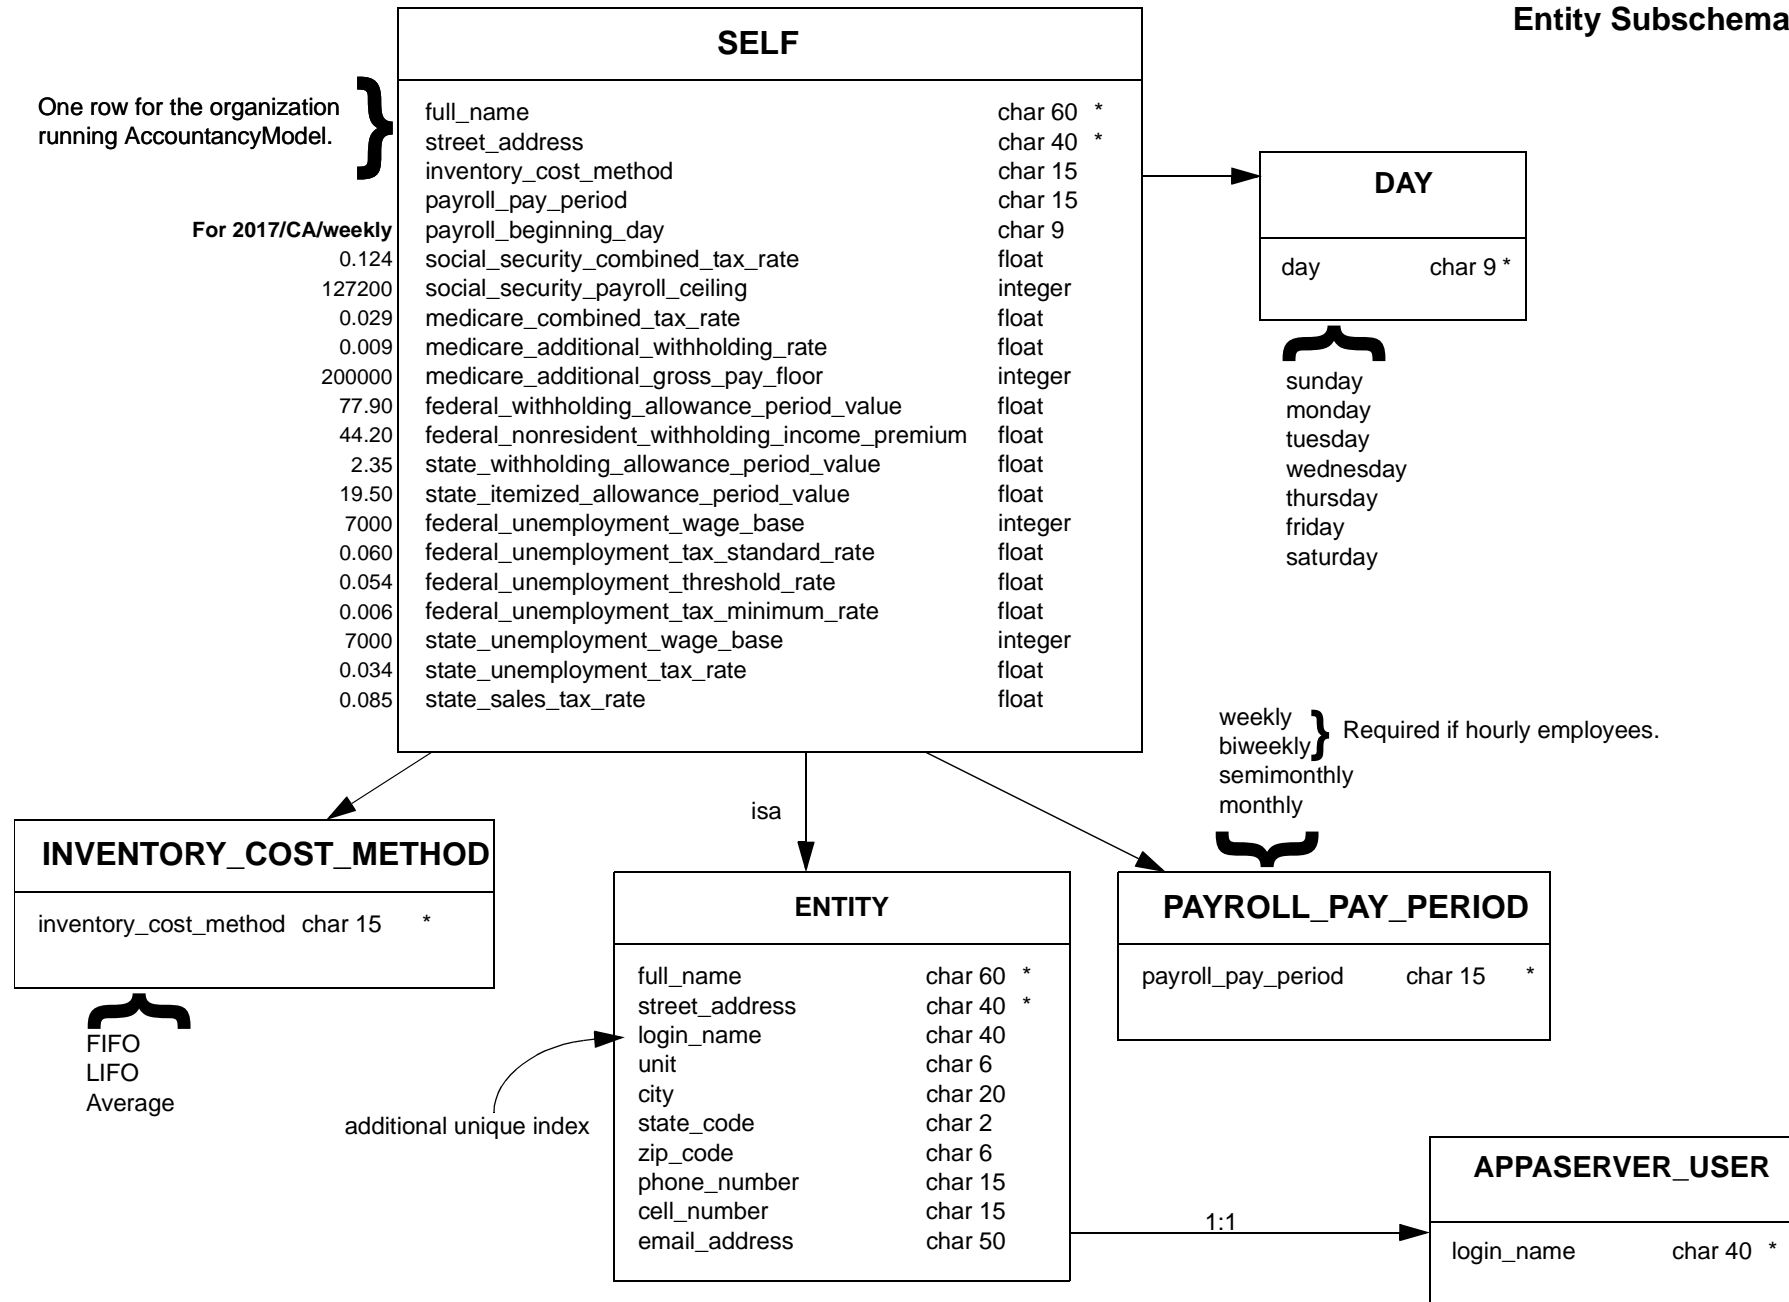 Entity Subschema
SELF
One row for the organization
running AccountancyModel.
full_name char 60 *
street_address char 40 *
inventory_cost_method char 15
payroll_pay_period char 15
For 2017/CA/weekly payroll_beginning_day char 9
0.124 social_security_combined_tax_rate float
127200 social_security_payroll_ceiling integer
0.029 medicare_combined_tax_rate float
0.009 medicare_additional_withholding_rate float
200000 medicare_additional_gross_pay_floor integer
77.90 federal_withholding_allowance_period_value float
44.20 federal_nonresident_withholding_income_premium float
2.35 state_withholding_allowance_period_value float
19.50 state_itemized_allowance_period_value float
7000 federal_unemployment_wage_base integer
0.060 federal_unemployment_tax_standard_rate float
0.054 federal_unemployment_threshold_rate float
0.006 federal_unemployment_tax_minimum_rate float
7000 state_unemployment_wage_base integer
0.034 state_unemployment_tax_rate float
0.085 state_sales_tax_rate float
DAY
day char 9 *
sunday
monday
tuesday
wednesday
thursday
friday
saturday
weekly
biweekly
Required if hourly employees.
semimonthly
monthly
isa
INVENTORY_COST_METHOD
inventory_cost_method char 15 *
FIFO
LIFO
Average
additional unique index
ENTITY
full_name char 60 *
street_address char 40 *
login_name char 40
unit char 6
city char 20
state_code char 2
zip_code char 6
phone_number char 15
cell_number char 15
email_address char 50
PAYROLL_PAY_PERIOD
payroll_pay_period char 15 *
1:1
APPASERVER_USER
login_name char 40 *